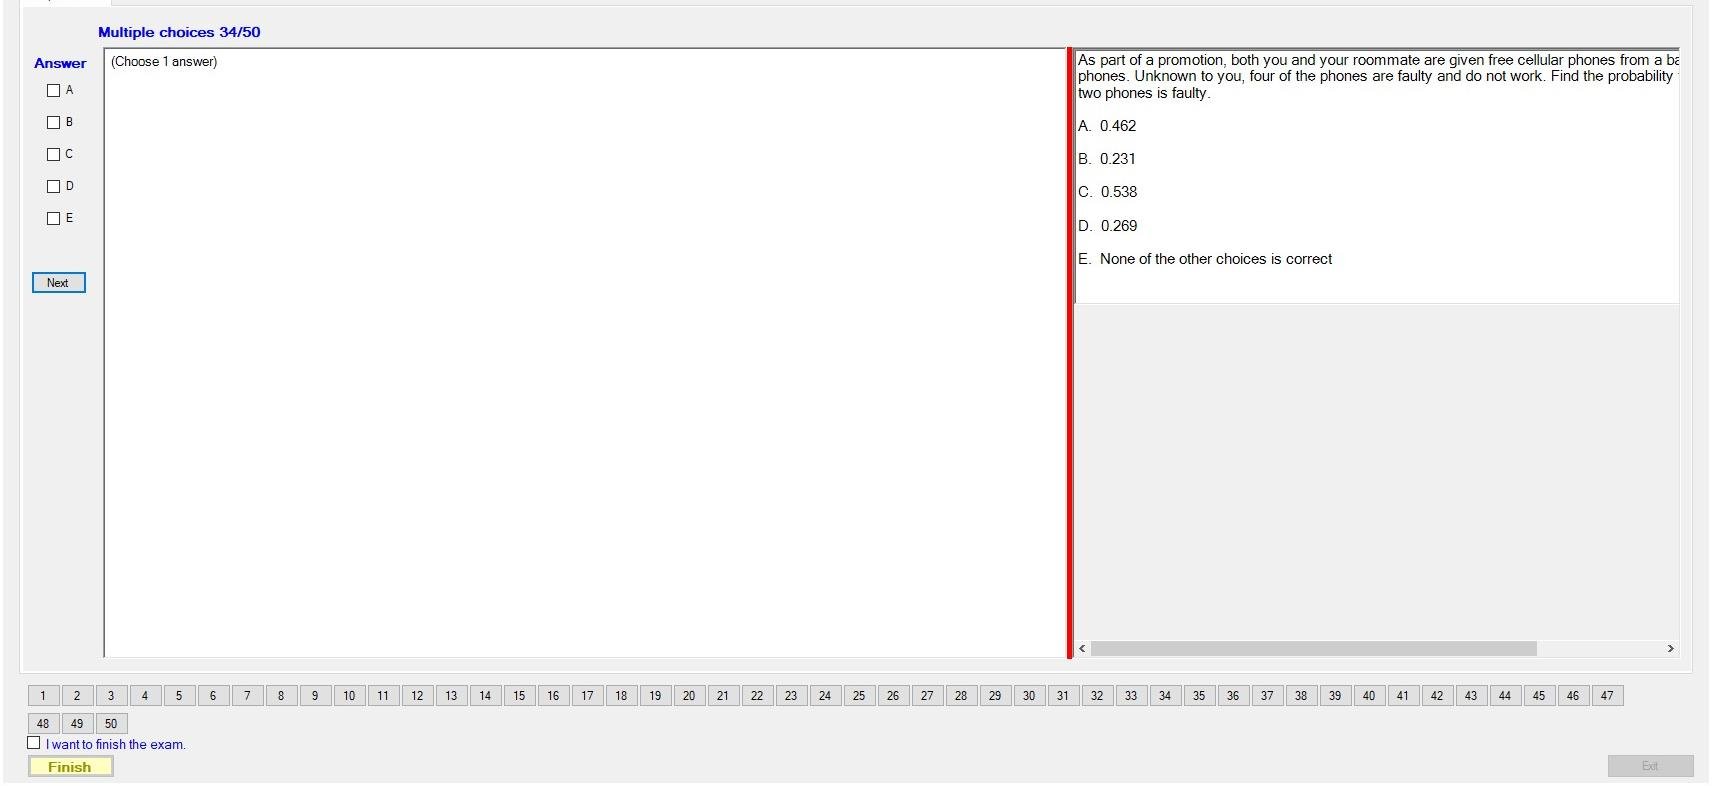 Multiple choices 34/50
Answer
(Choose 1 answer)
A
B
C
D
E
Next
As part of a promotion, both you and your roommate are given free cellular phones from a ba
phones. Unknown to you, four of the phones are faulty and do not work. Find the probability
two phones is faulty.
A. 0.462
B. 0.231
C. 0.538
D. 0.269
E. None of the other choices is correct
1 2 3 4 5 6 7 8 9 10 11 12 13 14 15 16 17 18 19 20 21 22 23 24 25 26 27 28 29 30 31 32 33 34 35 36 37 38 39 40 41 42 43 44 45 46 47
48 49 50
I want to finish the exam.
Finish
Exit